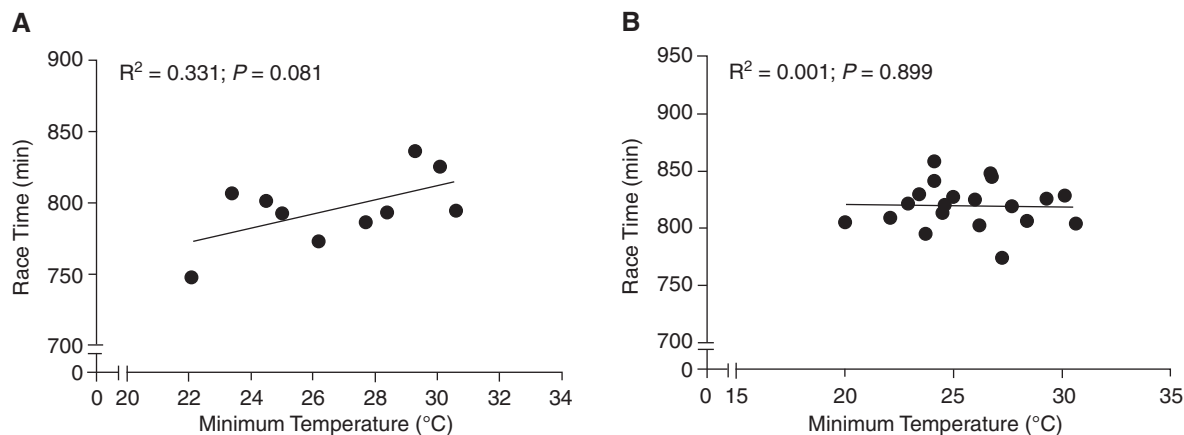 A
R² = 0.331; P = 0.081
Race Time (min)
900
850
800
750
700
0
0 20 22 24 26 28 30 32 34
Minimum Temperature (°C)
B
R² = 0.001; P = 0.899
Race Time (min)
950
900
850
800
750
700
0
0 15 20 25 30 35
Minimum Temperature (°C)